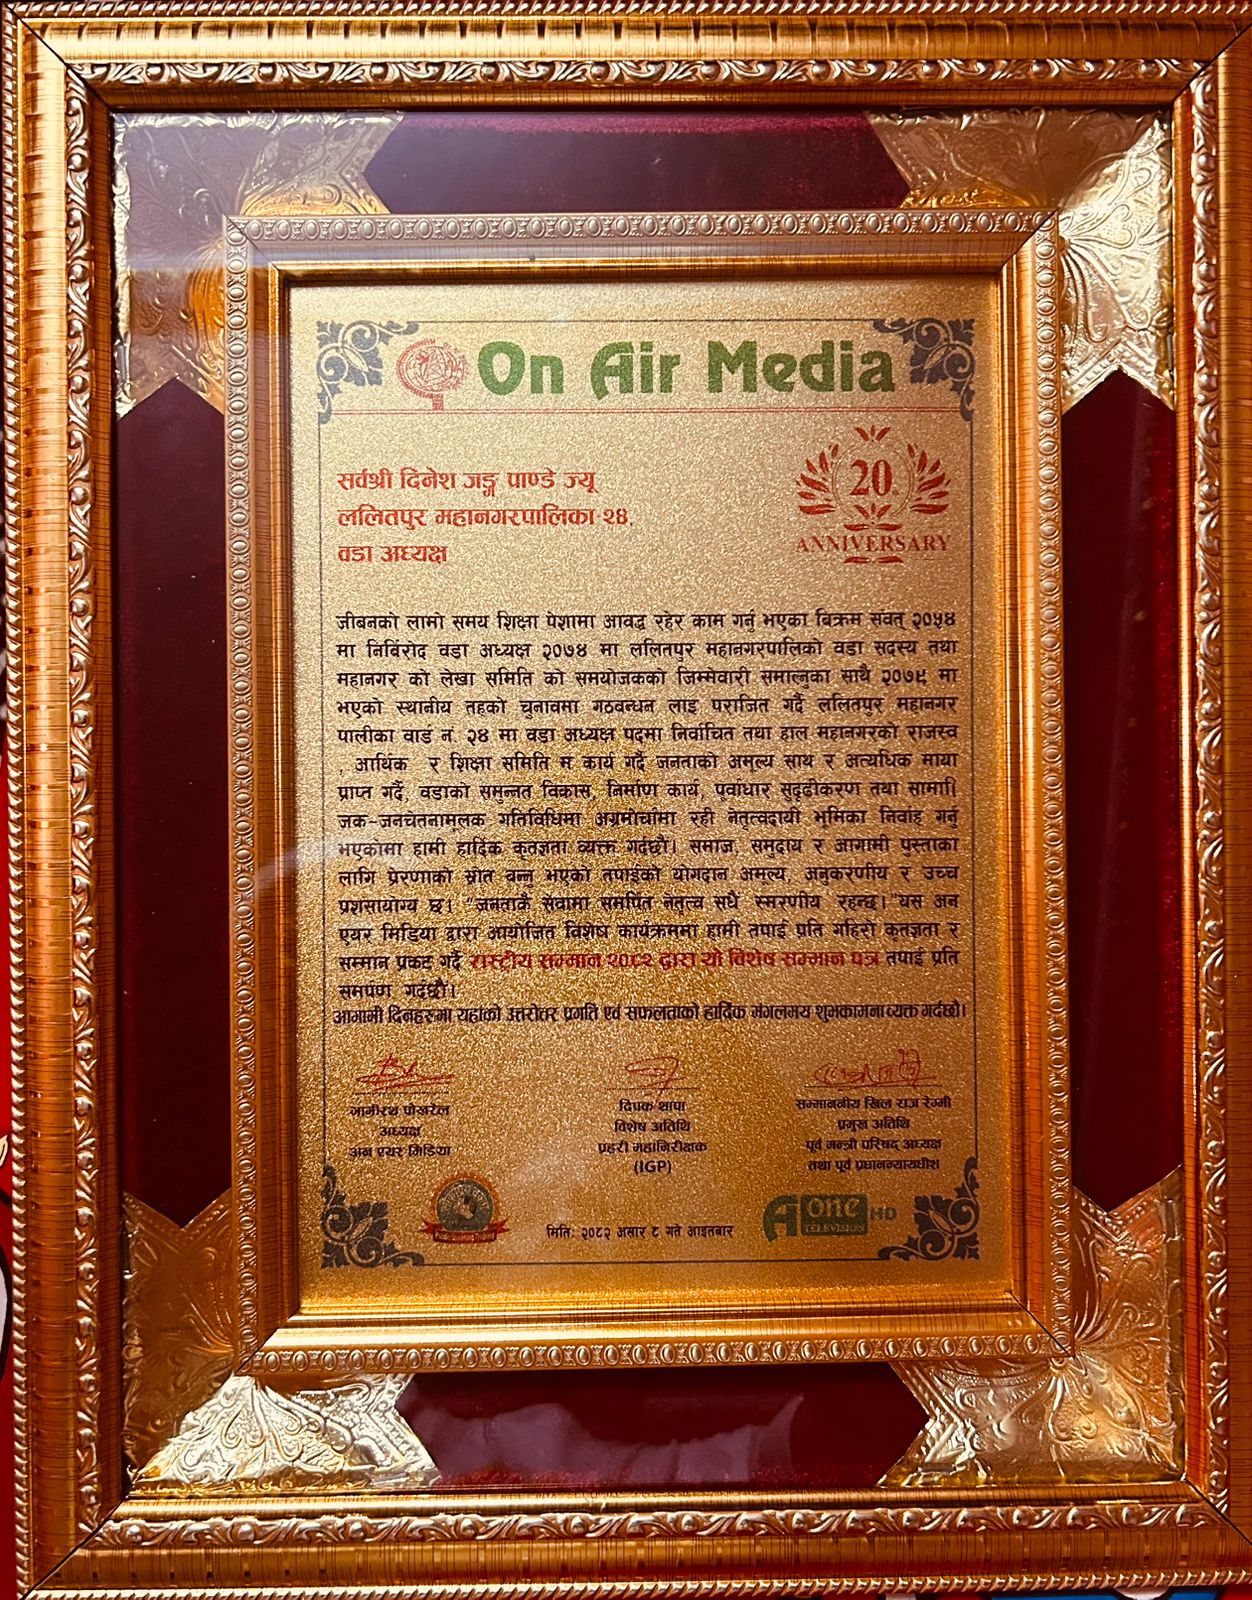 On Air Media
सर्वश्री दिनेश जङ्ग पाण्डे ज्यू
ललितपुर महानगरपालिका-२४,
वडा अध्यक्ष
20
ANNIVERSARY
जीबनको लामो समय शिक्षा पेशामा आवद्ध रहेर काम गर्नु भएका बिक्रम संवत् २०५४
मा निर्बिरोद वडा अध्यक्ष २०७४ मा ललितपुर महानगरपालिको वडा सदस्य तथा
महानगर को लेखा समिति को समयोजकको जिम्मेवारी समाल्नुका साथै २०७९ मा
भएको स्थानीय तहको चुनावमा गठबन्धन लाइ पराजित गर्दै ललितपुर महानगर
पालीका वार्ड नं. २४ मा वडा अध्यक्ष पदमा निर्वाचित तथा हाल महानगरको राजस्व
, आर्थिक र शिक्षा समिति म कार्य गर्दै जनताको अमूल्य साथ र अत्यधिक माया
प्राप्त गर्दै, वडाको समुन्नत विकास, निर्माण कार्य, पूर्वाधार सुदृढीकरण तथा सामाि
जक-जनचेतनामूलक गतिविधिमा अग्रमोर्चामा रही नेतृत्वदायी भूमिका निर्वाह गर्नु
भएकोमा हामी हार्दिक कृतज्ञता व्यक्त गर्दछौं। समाज, समुदाय र आगामी पुस्ताका
लागि प्रेरणाको स्रोत बन्नु भएको तपाईंको योगदान अमूल्य, अनुकरणीय र उच्च
प्रशंसायोग्य छ। "जनताकै सेवामा समर्पित नेतृत्व सधैं स्मरणीय रहन्छ।"यस अन
एयर मिडिया द्वारा आयोजित विशेष कार्यक्रममा हामी तपाईं प्रति गहिरो कृतज्ञता र
सम्मान प्रकट गर्दै रास्ट्रीय सम्मान २०८२ द्वारा यो विशेष सम्मान पत्र तपाईं प्रति
समर्पण गर्दछौं।
आगामी दिनहरुमा यहाँको उत्तरोत्तर प्रगति एवं सफलताको हार्दिक मंगलमय शुभकामना व्यक्त गर्दछौं।
भागीरथ पोखरेल
अध्यक्ष
अन एयर मिडिया
दिपक थापा
विशेष अतिथि
प्रहरी महानिरीक्षक
(IGP)
सम्माननीय खिल राज रेग्मी
प्रमुख अतिथि
पूर्व मन्त्री परिषद अध्यक्ष
तथा पूर्व प्रधानन्यायधीश
मिति: २०८२ असार ८ गते आइतबार
A one HD
TELEVISION